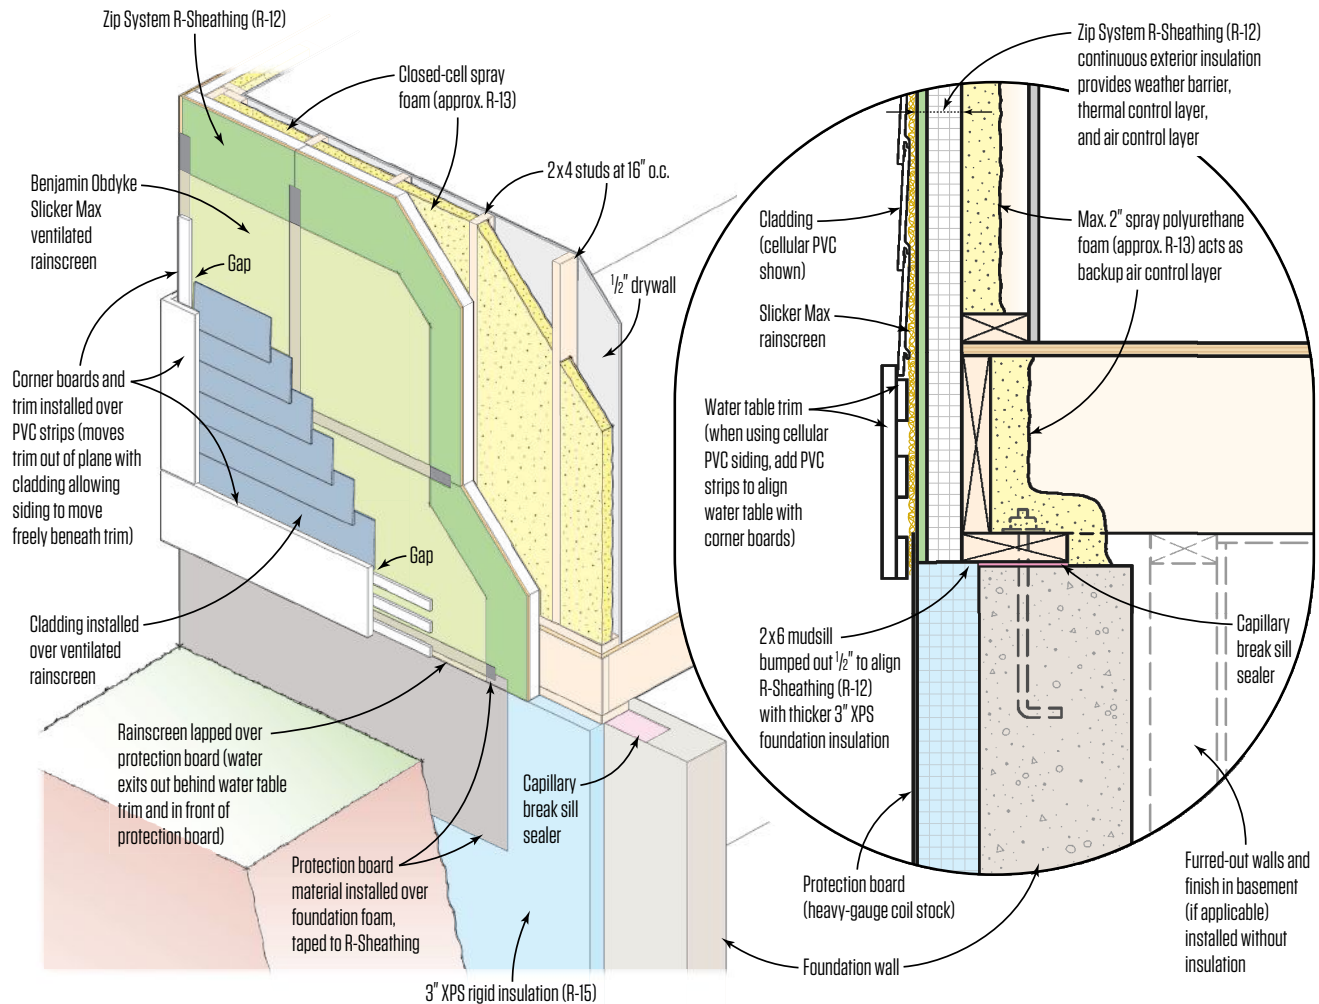 Zip System R-Sheathing (R-12)
Closed-cell spray
foam (approx. R-13)
2x4 studs at 16" o.c.
Benjamin Obdyke
Slicker Max
ventilated
rainscreen
Gap
1/2" drywall
Corner boards and
trim installed over
PVC strips (moves
trim out of plane with
cladding allowing
siding to move
freely beneath trim)
Gap
Cladding installed
over ventilated
rainscreen
Rainscreen lapped over
protection board (water
exits out behind water table
trim and in front of
protection board)
Protection board
material installed over
foundation foam,
taped to R-Sheathing
Capillary
break sill
sealer
3" XPS rigid insulation (R-15)
Zip System R-Sheathing (R-12)
continuous exterior insulation
provides weather barrier,
thermal control layer,
and air control layer
Cladding
(cellular PVC
shown)
Max. 2" spray polyurethane
foam (approx. R-13) acts as
backup air control layer
Slicker Max
rainscreen
Water table trim
(when using cellular
PVC siding, add PVC
strips to align
water table with
corner boards)
2x6 mudsill
bumped out 1/2" to align
R-Sheathing (R-12)
with thicker 3" XPS
foundation insulation
Capillary
break sill
sealer
Protection board
(heavy-gauge coil stock)
Furred-out walls and
finish in basement
(if applicable)
installed without
insulation
Foundation wall